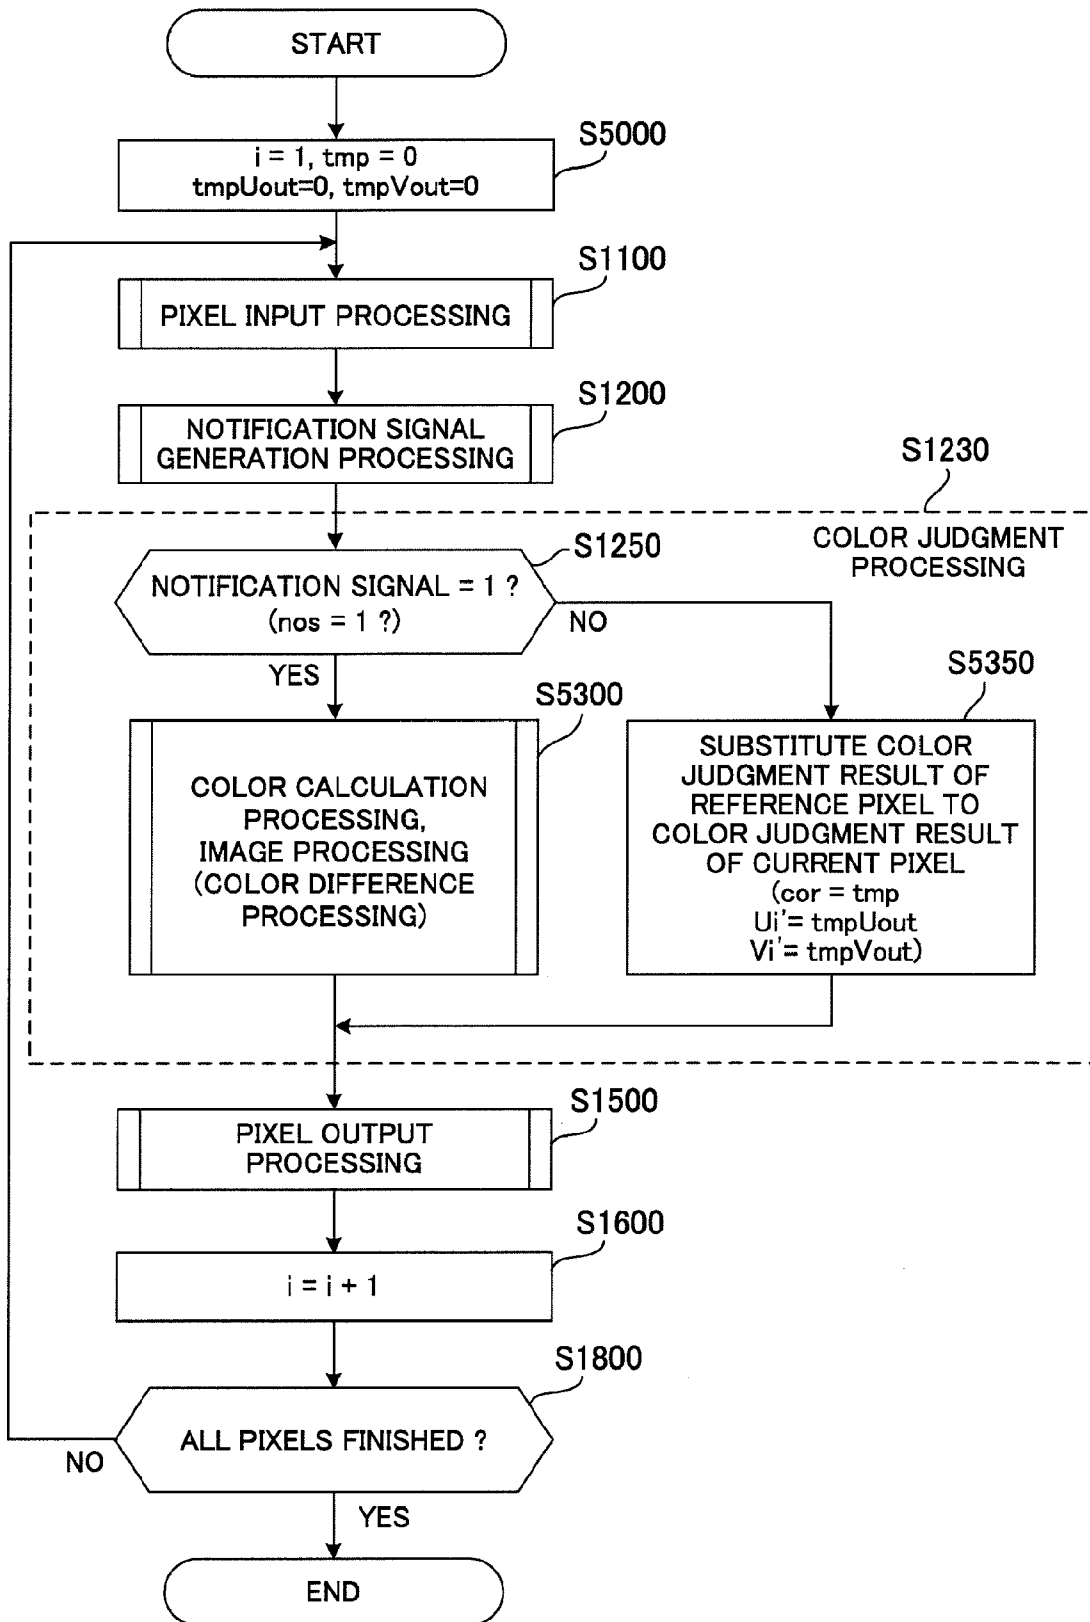 START
S5000
i = 1, tmp = 0
tmpUout=0, tmpVout=0
S1100
PIXEL INPUT PROCESSING
S1200
NOTIFICATION SIGNAL
GENERATION PROCESSING
S1230
COLOR JUDGMENT
PROCESSING
S1250
NOTIFICATION SIGNAL = 1 ?
(nos = 1 ?)
NO
YES
S5300
COLOR CALCULATION
PROCESSING,
IMAGE PROCESSING
(COLOR DIFFERENCE
PROCESSING)
S5350
SUBSTITUTE COLOR
JUDGMENT RESULT OF
REFERENCE PIXEL TO
COLOR JUDGMENT RESULT
OF CURRENT PIXEL
(cor = tmp
Ui'= tmpUout
Vi'= tmpVout)
S1500
PIXEL OUTPUT
PROCESSING
S1600
i = i + 1
S1800
ALL PIXELS FINISHED ?
NO
YES
END